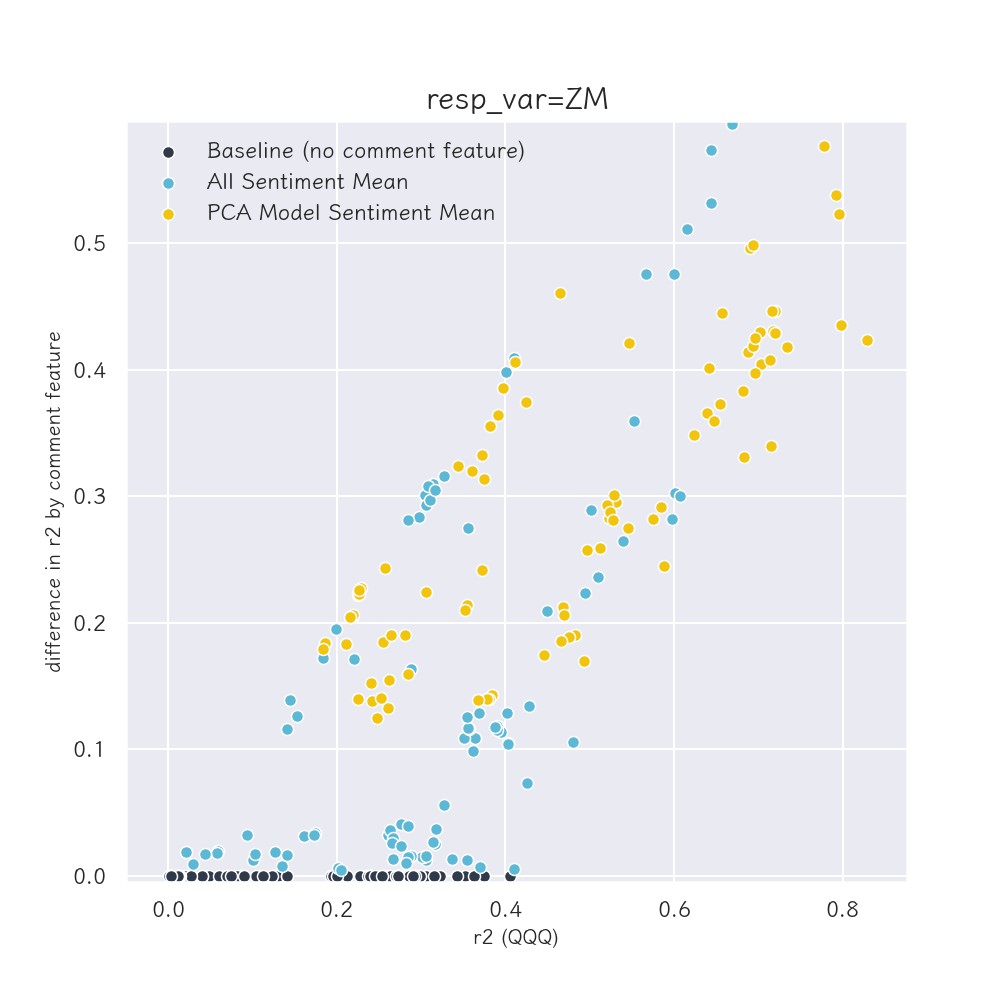 resp_var=ZM
Baseline (no comment feature)
All Sentiment Mean
PCA Model Sentiment Mean
difference in r2 by comment feature
0.5
0.4
0.3
0.2
0.1
0.0
0.0 0.2 0.4 0.6 0.8
r2 (QQQ)